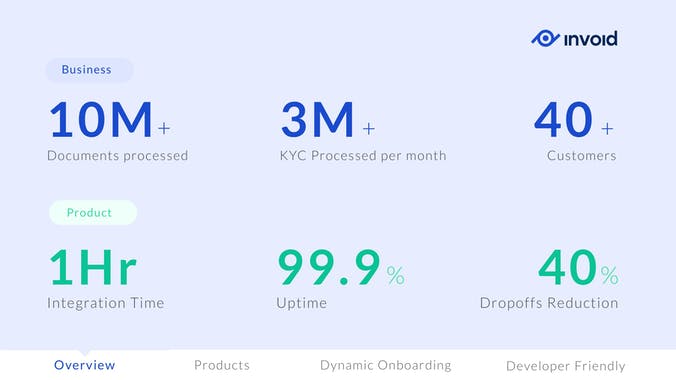 invoid
Business
10M+ 3M+ 40+
Documents processed KYC Processed per month Customers
Product
1Hr 99.9% 40%
Integration Time Uptime Dropoffs Reduction
Overview Products Dynamic Onboarding Developer Friendly